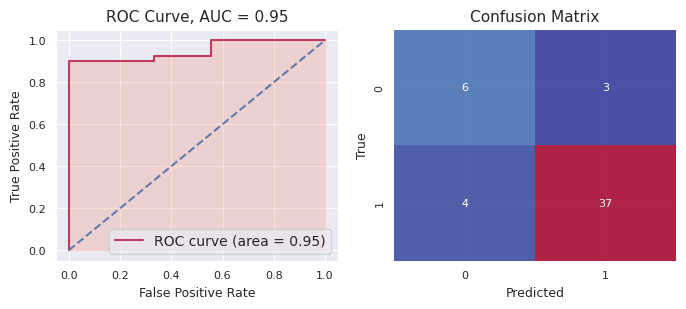 ROC Curve, AUC = 0.95
True Positive Rate
1.0
0.8
0.6
0.4
0.2
0.0
ROC curve (area = 0.95)
0.0 0.2 0.4 0.6 0.8 1.0
False Positive Rate
Confusion Matrix
True
0
6 3
1
4 37
0 1
Predicted